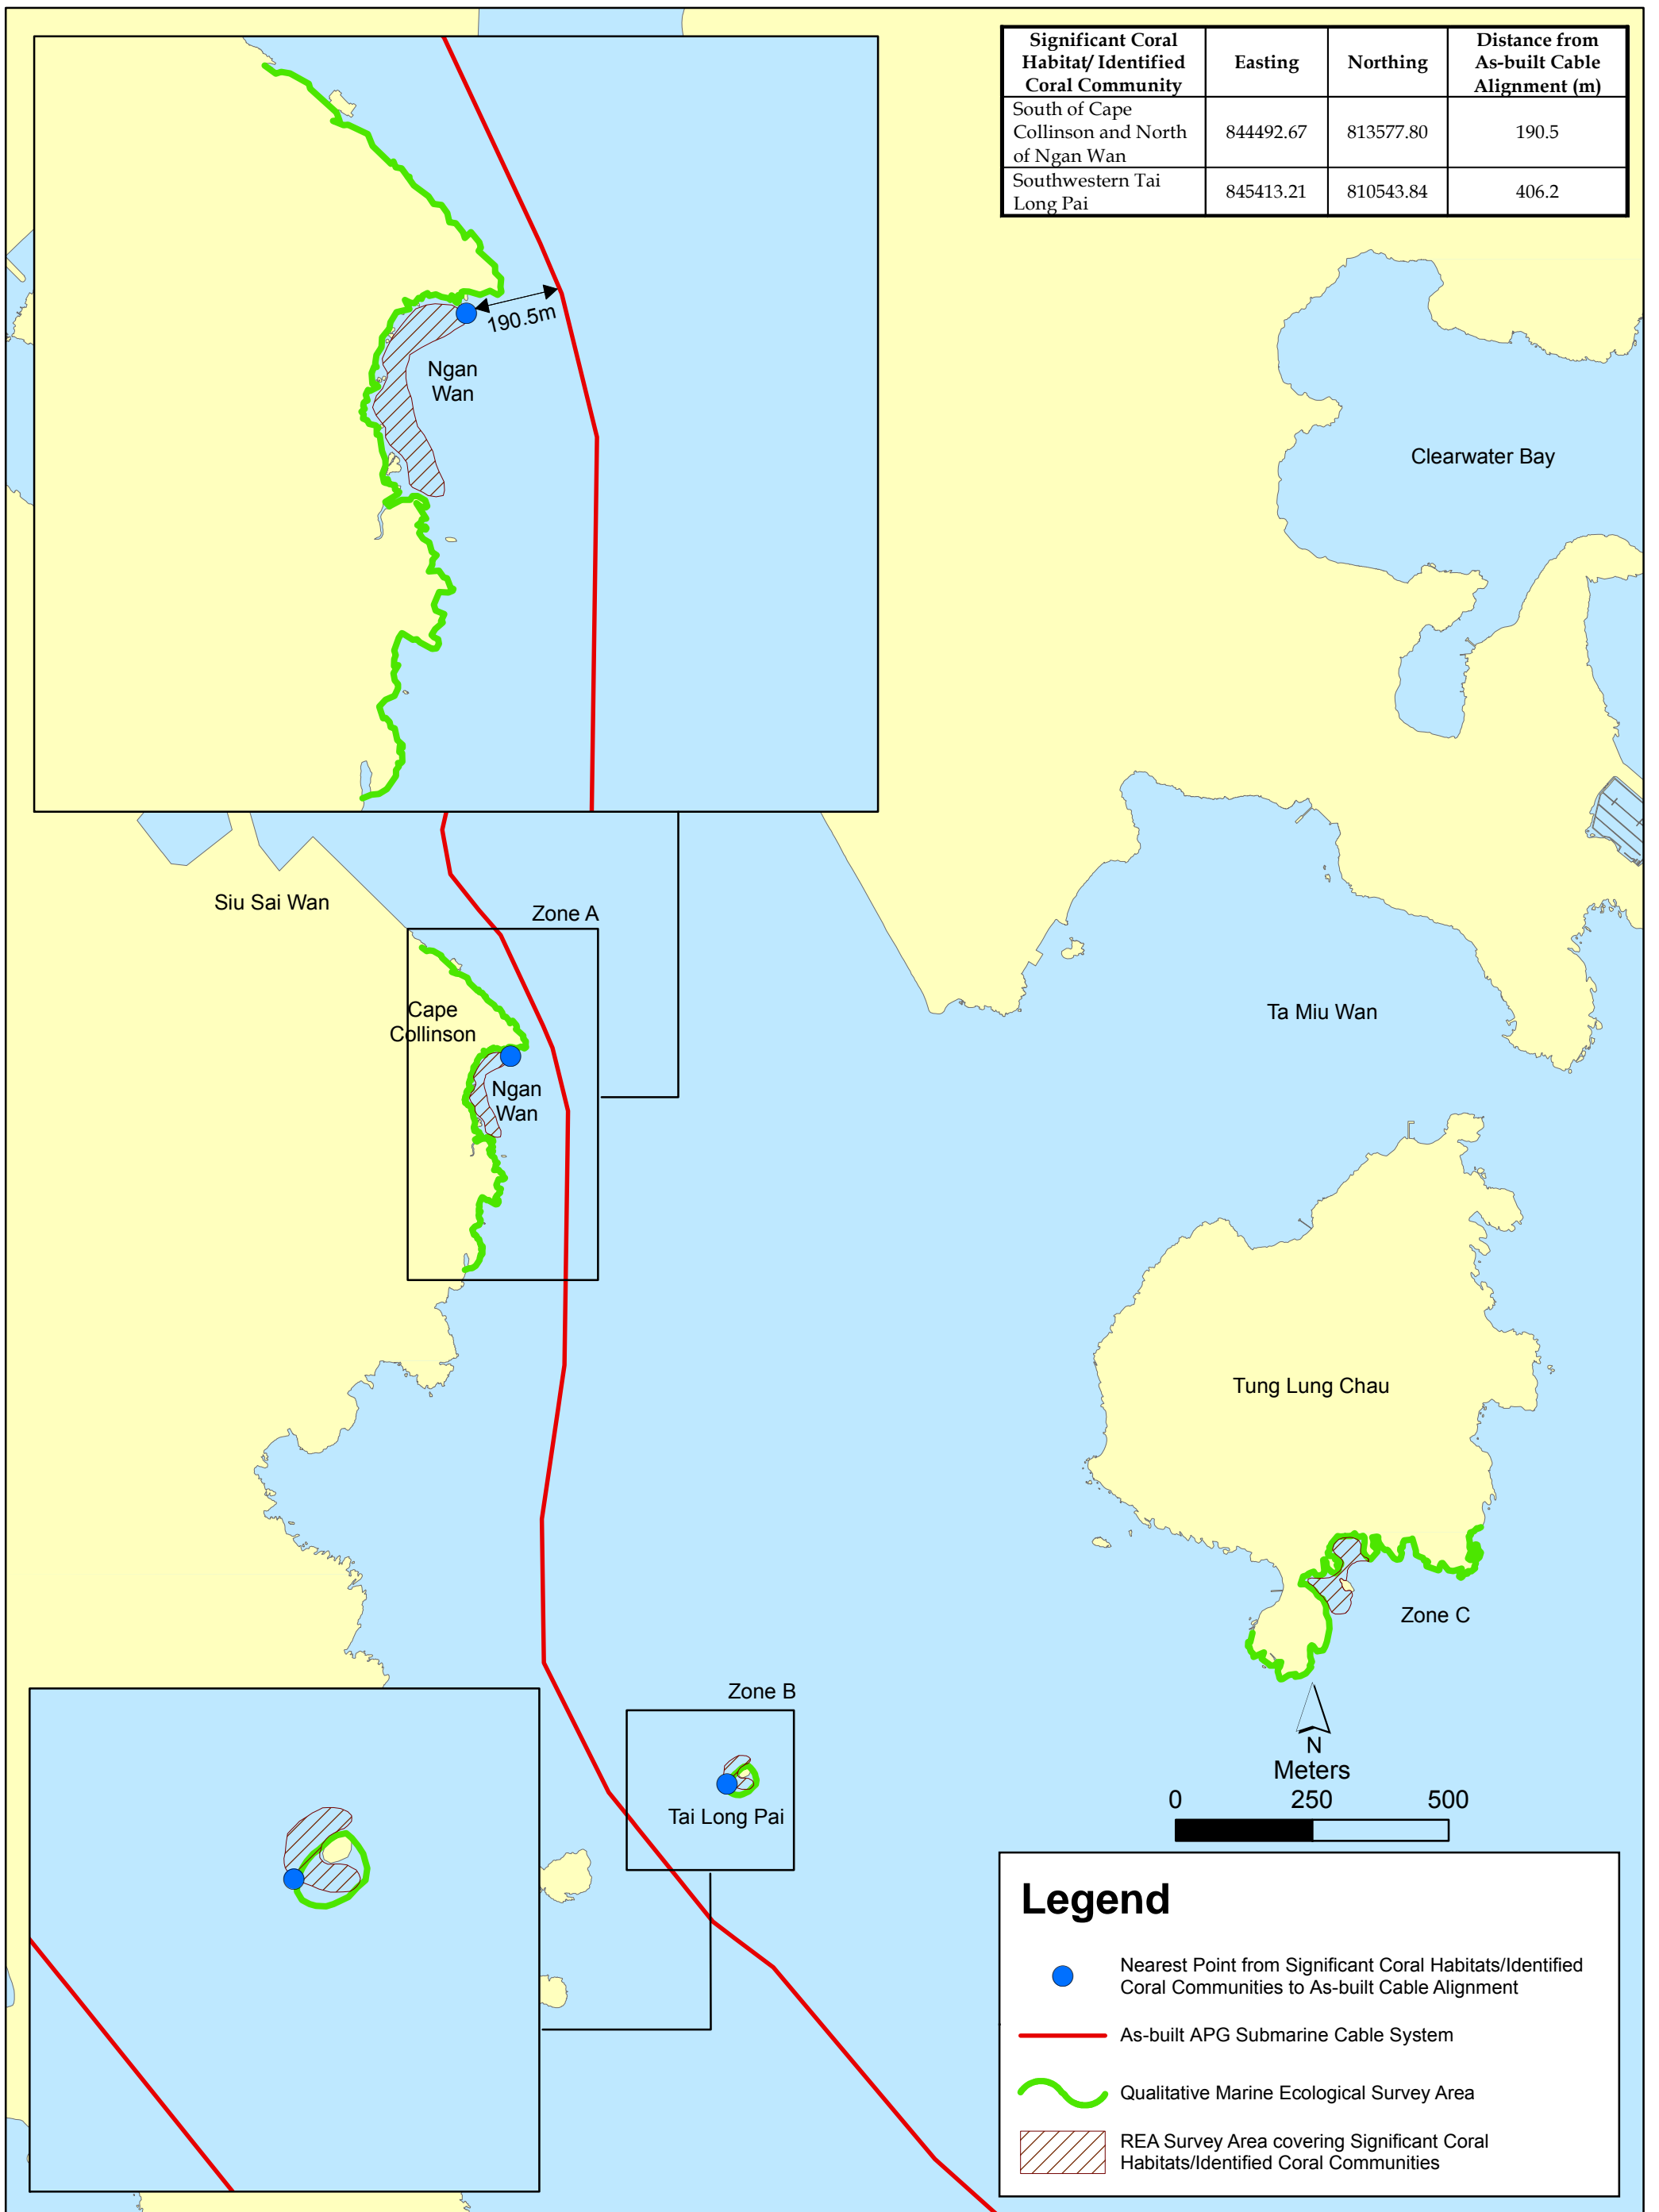 Significant Coral
Habitat/ Identified
Coral Community
Easting
Northing
Distance from
As-built Cable
Alignment (m)
South of Cape
Collinson and North
of Ngan Wan
844492.67
813577.80
190.5
Southwestern Tai
Long Pai
845413.21
810543.84
406.2
190.5m
Ngan
Wan
Clearwater Bay
Siu Sai Wan
Zone A
Cape
Collinson
Ngan
Wan
Ta Miu Wan
Tung Lung Chau
Zone C
Zone B
Tai Long Pai
N
Meters
0 250 500
Legend
Nearest Point from Significant Coral Habitats/Identified
Coral Communities to As-built Cable Alignment
As-built APG Submarine Cable System
Qualitative Marine Ecological Survey Area
REA Survey Area covering Significant Coral
Habitats/Identified Coral Communities